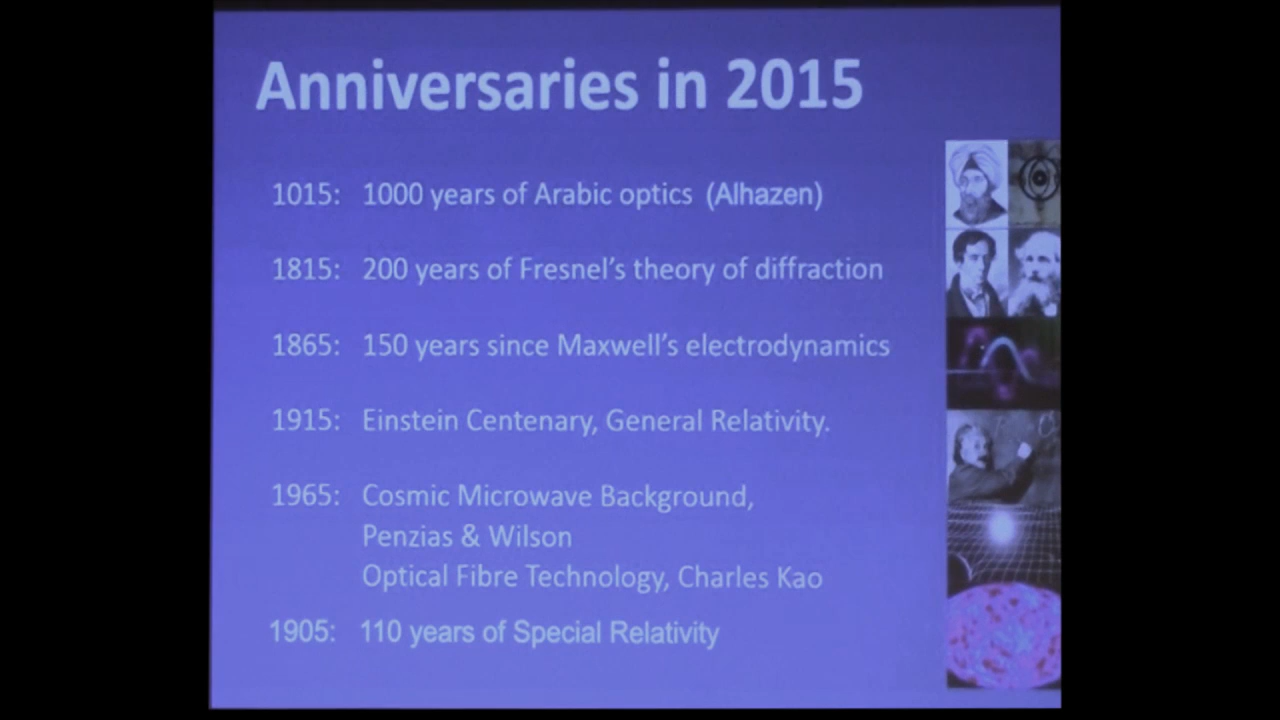 Anniversaries in 2015
1015: 1000 years of Arabic optics (Alhazen)
1815: 200 years of Fresnel's theory of diffraction
1865: 150 years since Maxwell's electrodynamics
1915: Einstein Centenary, General Relativity.
1965: Cosmic Microwave Background,
Penzias & Wilson
Optical Fibre Technology, Charles Kao
1905: 110 years of Special Relativity